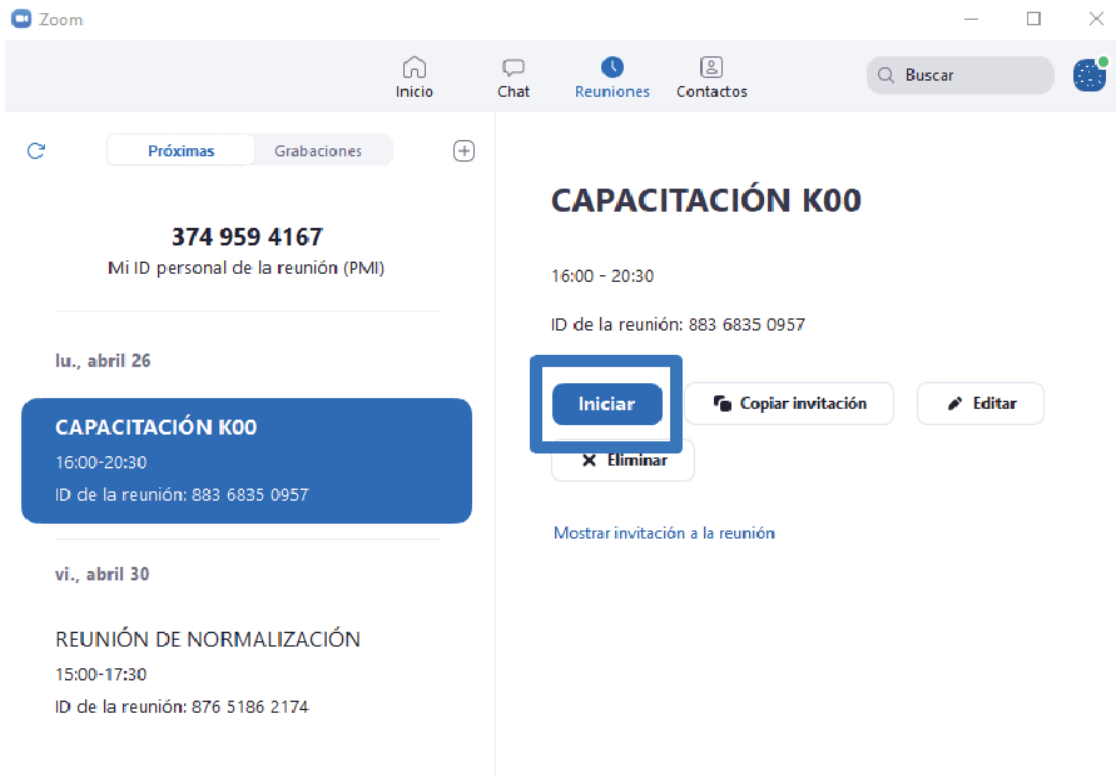 Zoom
Inicio
Chat
Reuniones
Contactos
Buscar
Próximas
Grabaciones
374 959 4167
Mi ID personal de la reunión (PMI)
lu., abril 26
CAPACITACIÓN K00
16:00-20:30
ID de la reunión: 883 6835 0957
vi., abril 30
REUNIÓN DE NORMALIZACIÓN
15:00-17:30
ID de la reunión: 876 5186 2174
CAPACITACIÓN K00
16:00 - 20:30
ID de la reunión: 883 6835 0957
Iniciar
Copiar invitación
Editar
Eliminar
Mostrar invitación a la reunión